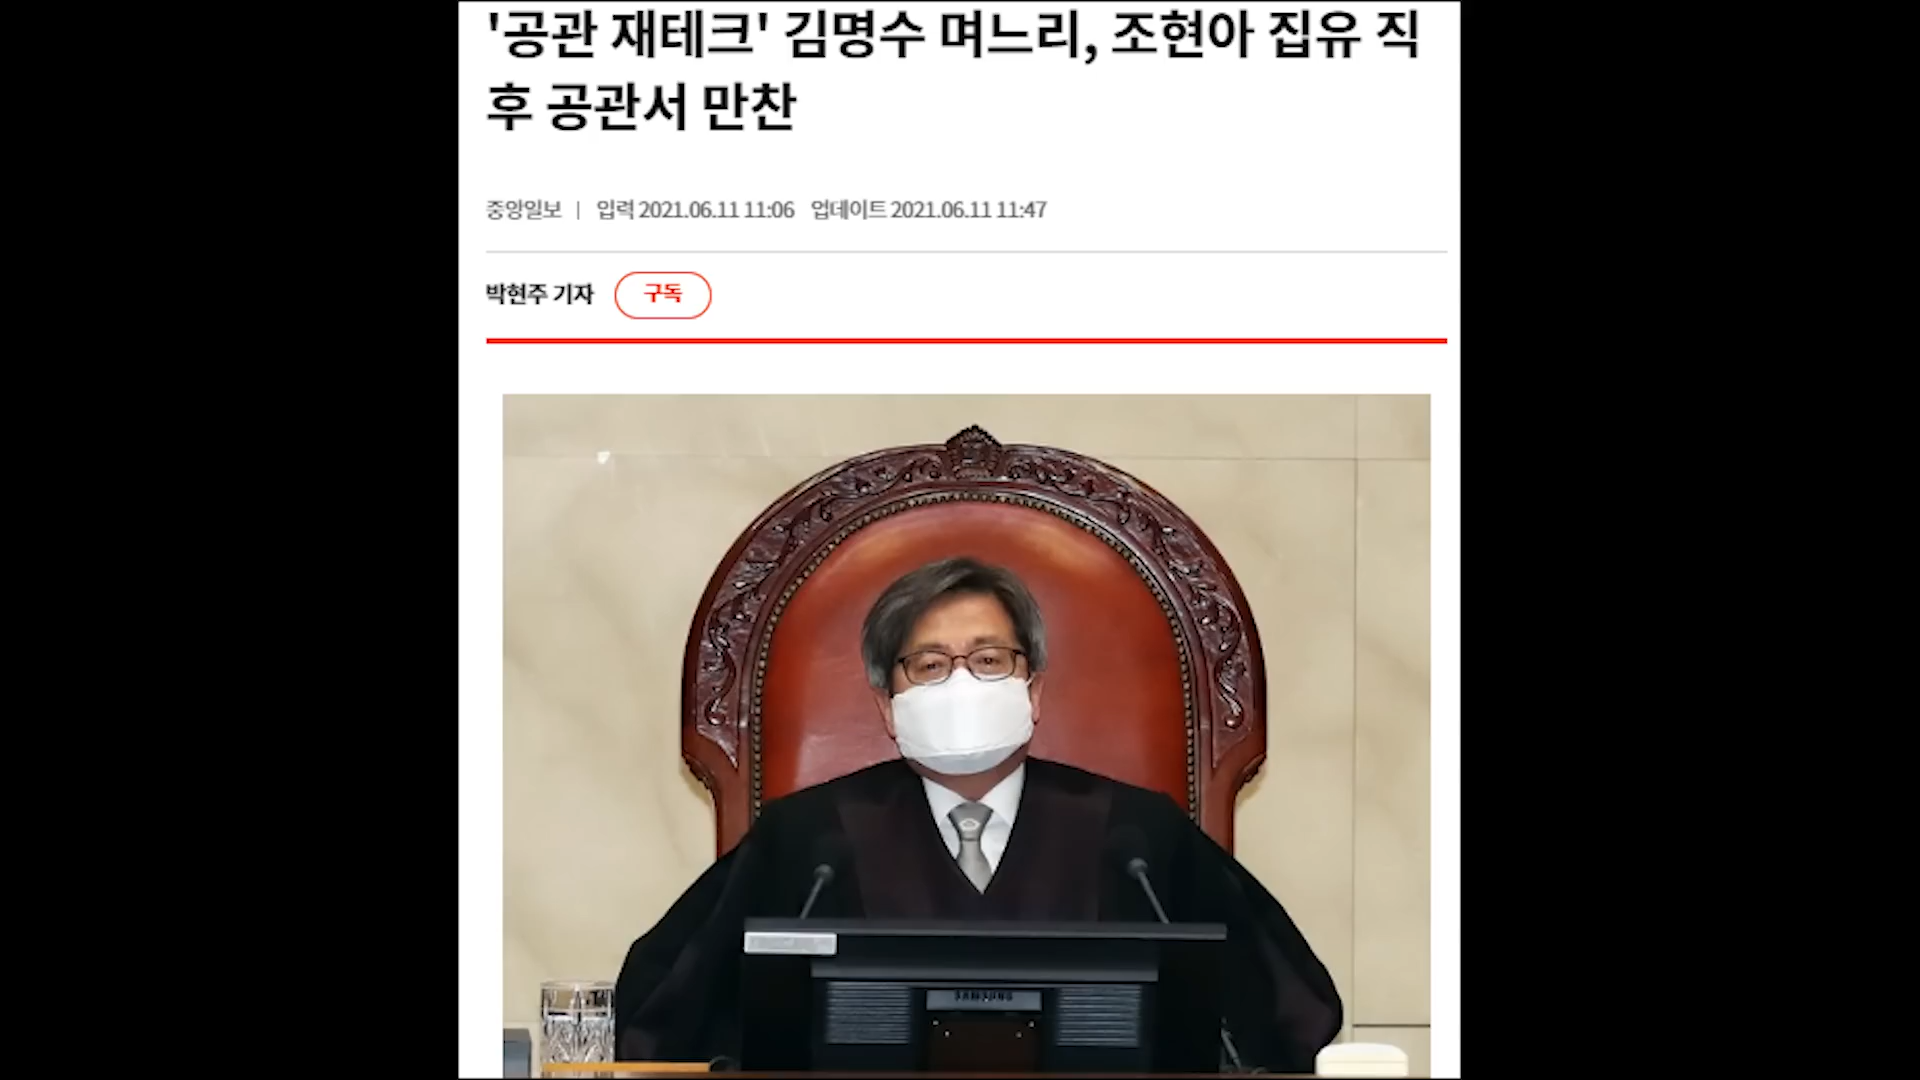 '공관 재테크' 김명수 며느리, 조현아 집유 직
후 공관서 만찬
중앙일보 | 입력 2021.06.11 11:06 업데이트 2021.06.11 11:47
박현주 기자 구독
SAMSUNG